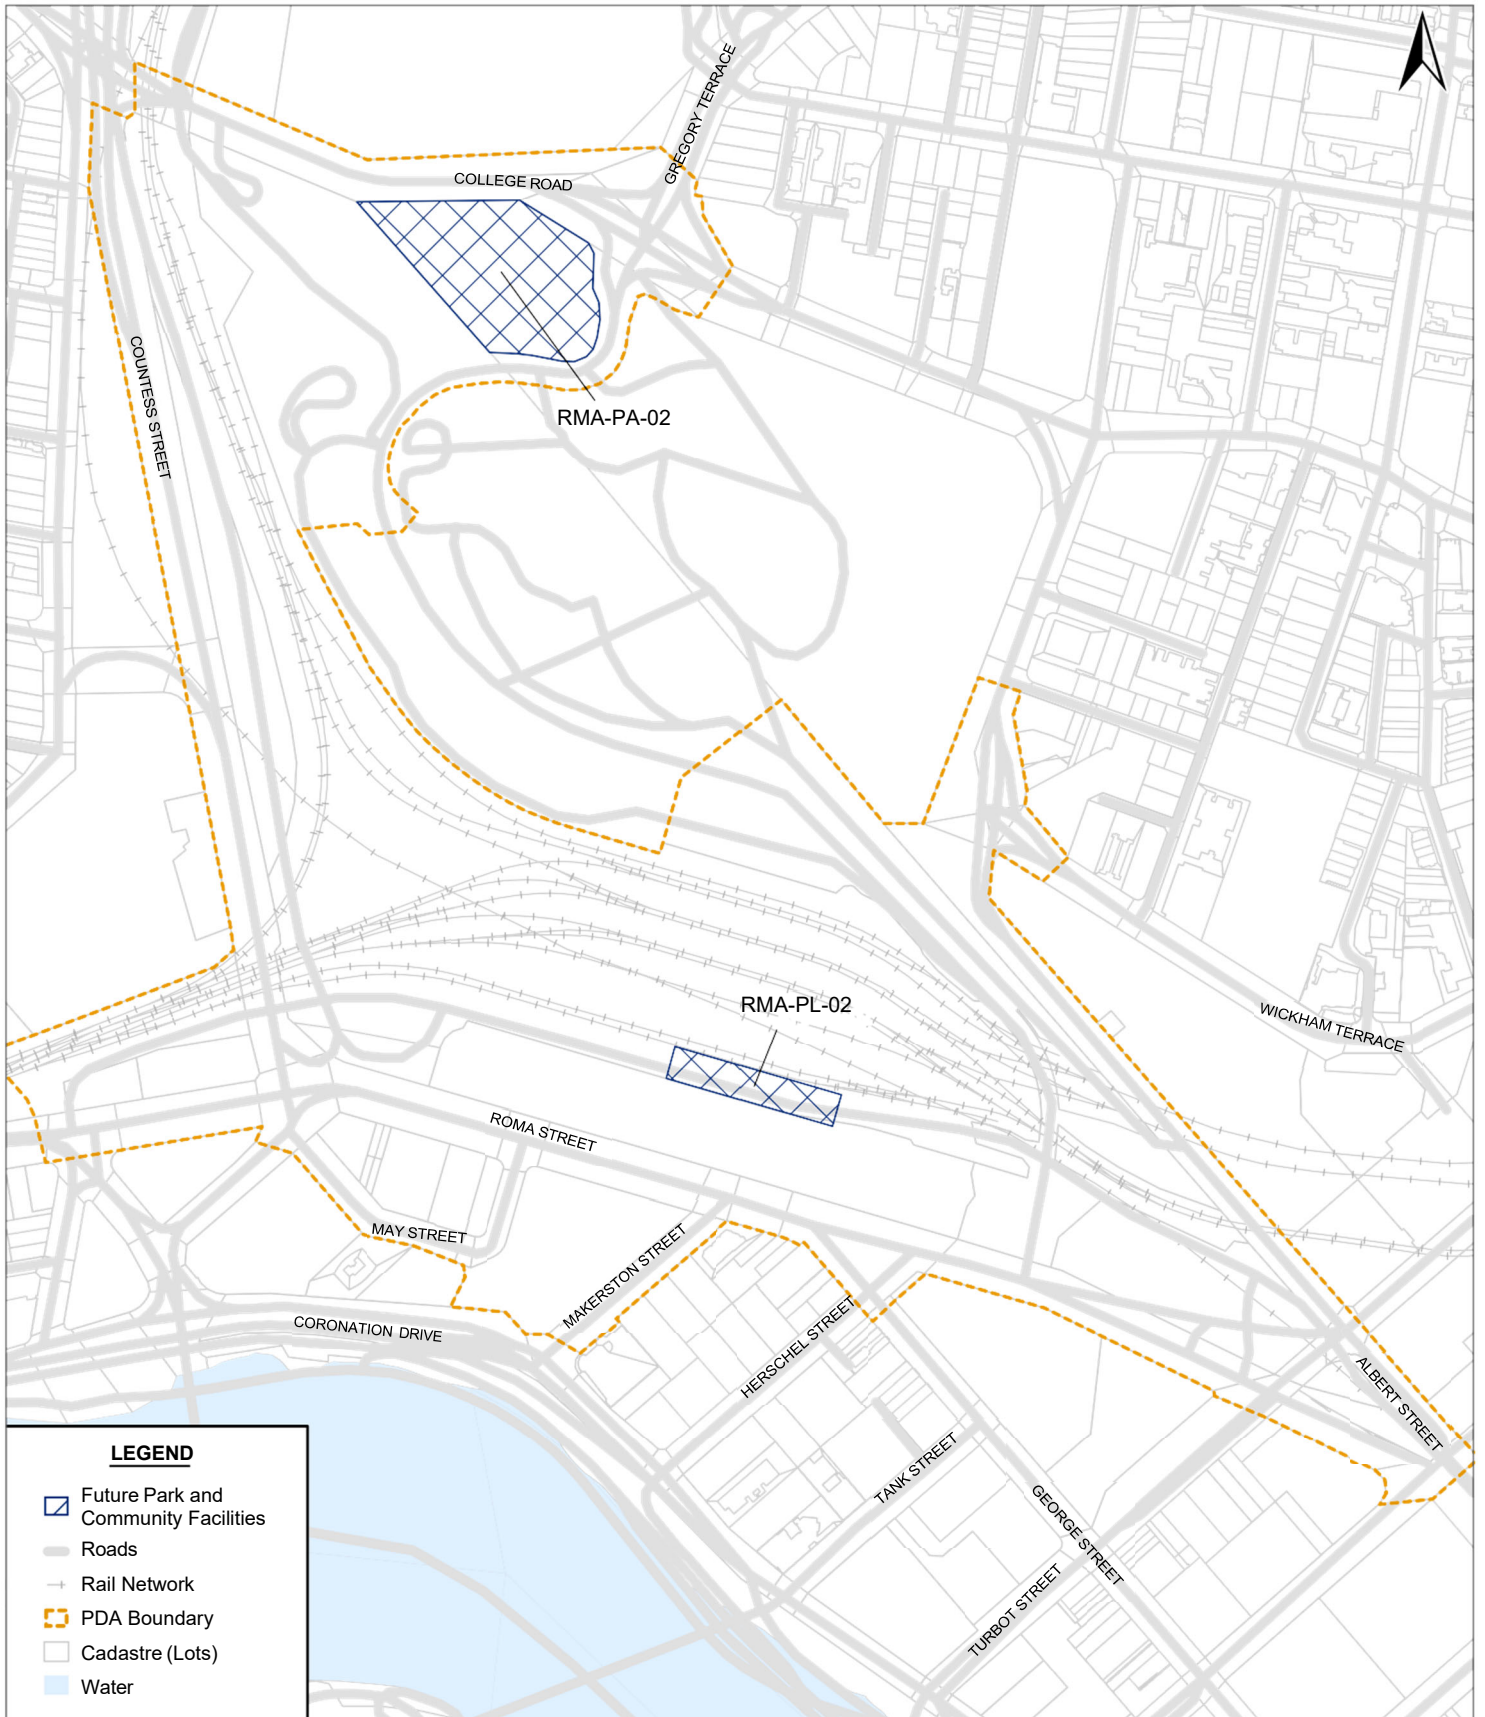 GREGORY TERRACE
COLLEGE ROAD
COUNTESS STREET
RMA-PA-02
RMA-PL-02
WICKHAM TERRACE
ROMA STREET
MAY STREET
MAKERSTON STREET
CORONATION DRIVE
HERSCHEL STREET
ALBERT STREET
TANK STREET
GEORGE STREET
TURBOT STREET
LEGEND
Future Park and
Community Facilities
Roads
Rail Network
PDA Boundary
Cadastre (Lots)
Water